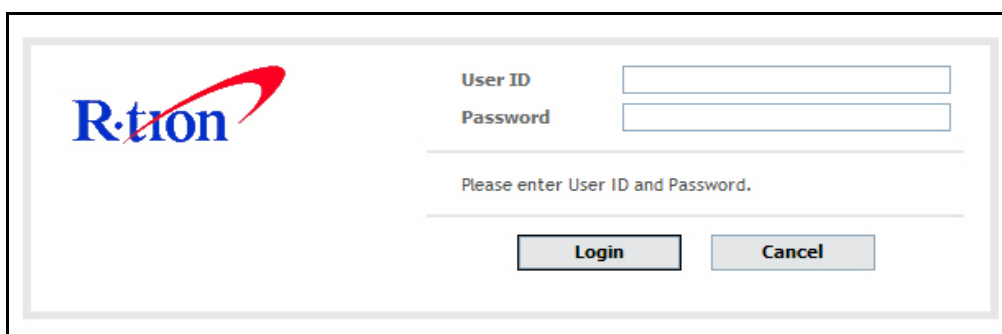 R·tion
User ID
Password
Please enter User ID and Password.
Login Cancel